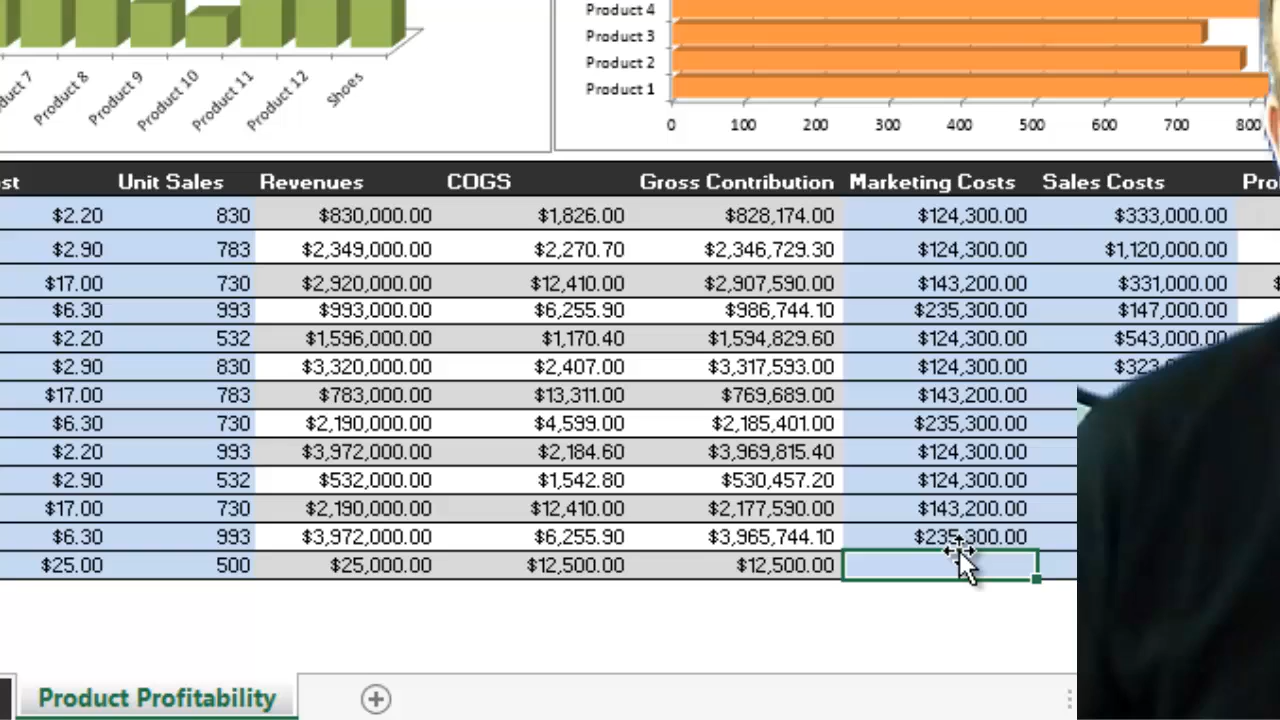 Product 4
Product 3
Product 2
Product 1
0 100 200 300 400 500 600 700 800
duct 7 Product 8 Product 9 Product 10 Product 11 Product 12 Shoes
st Unit Sales Revenues COGS Gross Contribution Marketing Costs Sales Costs Pro
$2.20 830 $830,000.00 $1,826.00 $828,174.00 $124,300.00 $333,000.00
$2.90 783 $2,349,000.00 $2,270.70 $2,346,729.30 $124,300.00 $1,120,000.00
$17.00 730 $2,920,000.00 $12,410.00 $2,907,590.00 $143,200.00 $331,000.00 $
$6.30 993 $993,000.00 $6,255.90 $986,744.10 $235,300.00 $147,000.00
$2.20 532 $1,596,000.00 $1,170.40 $1,594,829.60 $124,300.00 $543,000.00
$2.90 830 $3,320,000.00 $2,407.00 $3,317,593.00 $124,300.00 $323
$17.00 783 $783,000.00 $13,311.00 $769,689.00 $143,200.00
$6.30 730 $2,190,000.00 $4,599.00 $2,185,401.00 $235,300.00
$2.20 993 $3,972,000.00 $2,184.60 $3,969,815.40 $124,300.00
$2.90 532 $532,000.00 $1,542.80 $530,457.20 $124,300.00
$17.00 730 $2,190,000.00 $12,410.00 $2,177,590.00 $143,200.00
$6.30 993 $3,972,000.00 $6,255.90 $3,965,744.10 $235,300.00
$25.00 500 $25,000.00 $12,500.00 $12,500.00
Product Profitability